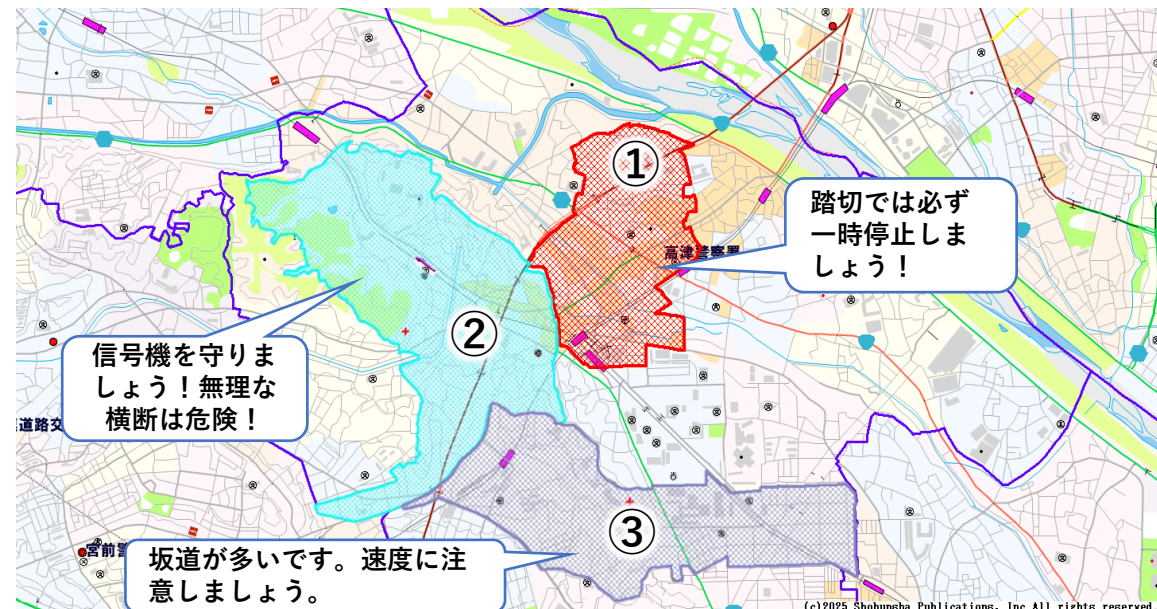 ①
踏切では必ず
一時停止しま
しょう！
高津警察署
②
信号機を守りま
しょう！無理な
横断は危険！
道路交
③
宮前警
坂道が多いです。速度に注
意しましょう。
(c)2025 Shobunsha Publications, Inc All rights reserved